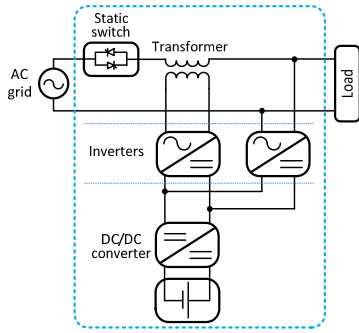 Static
switch
Transformer
AC
grid
Load
Inverters
DC/DC
converter